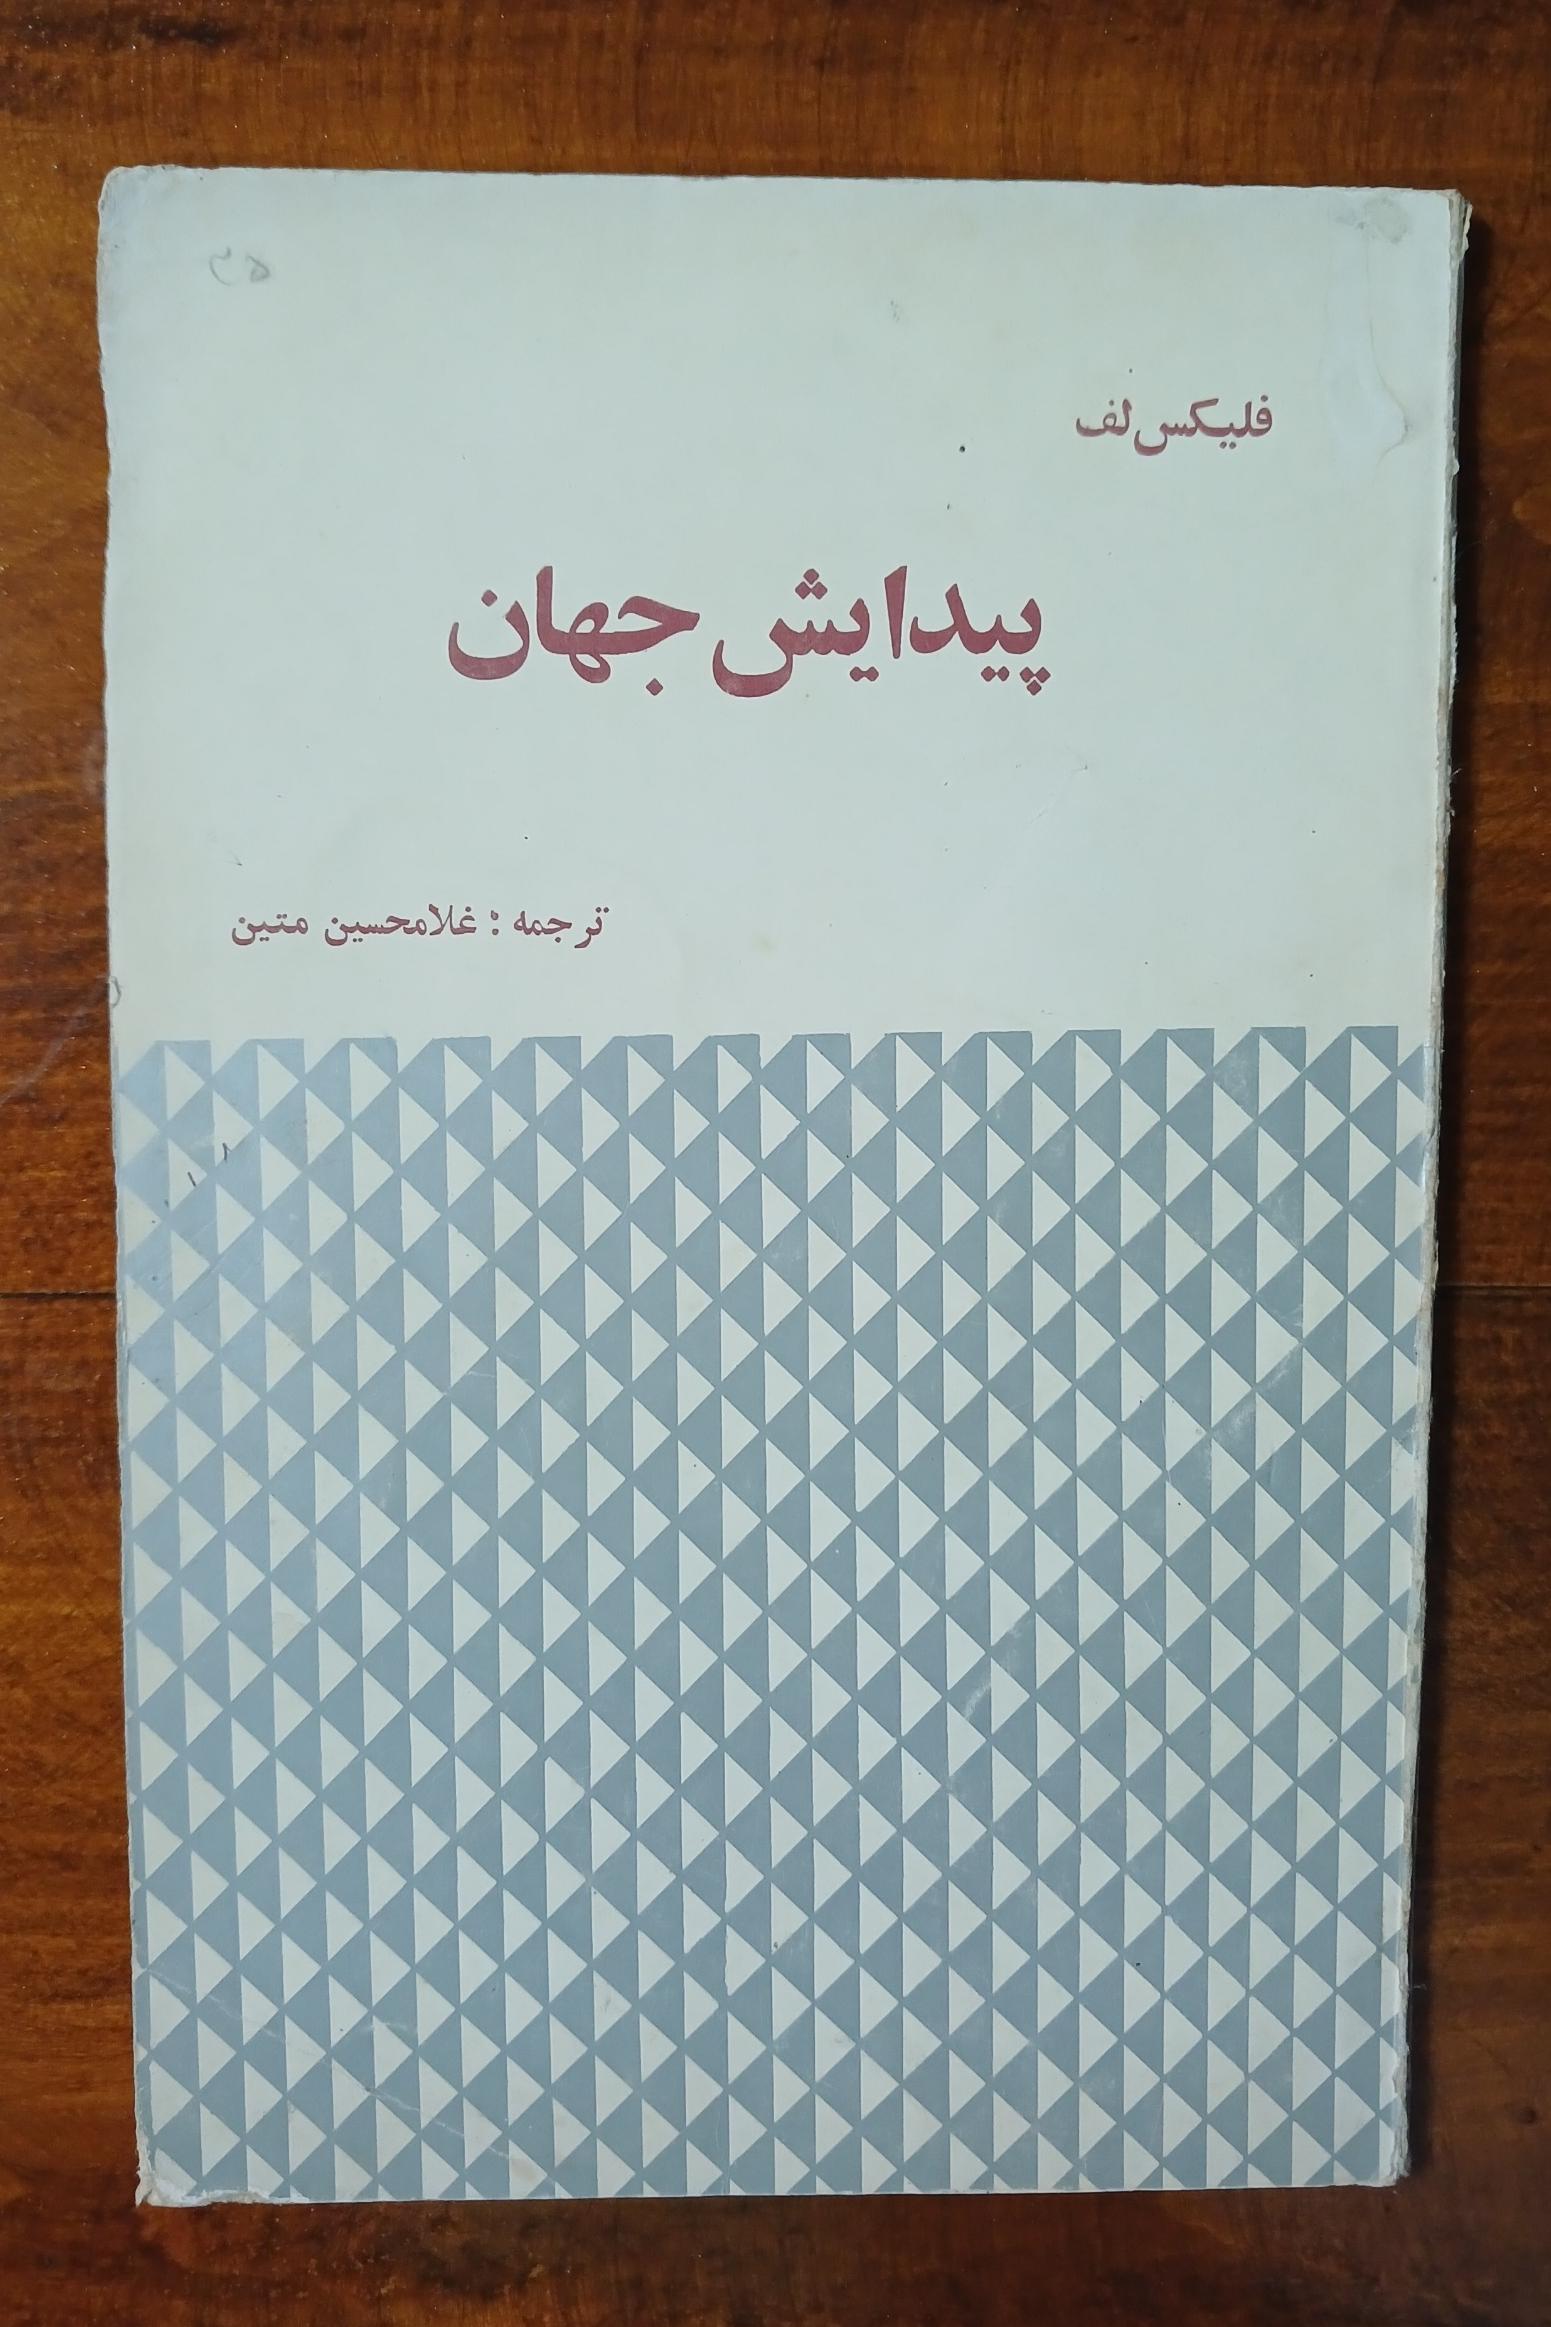 فلیکس لف
پیدایش جهان
ترجمه : غلامحسین متین